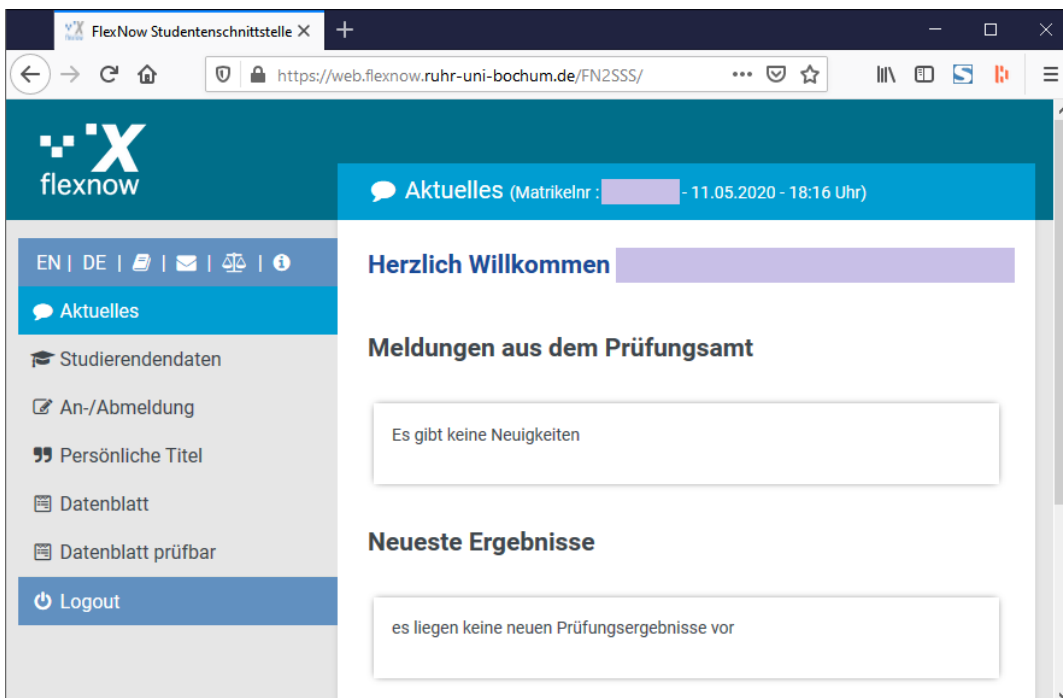 FlexNow Studentenschnittstelle
https://web.flexnow.ruhr-uni-bochum.de/FN2SSS/
flexnow
Aktuelles (Matrikelnr : - 11.05.2020 - 18:16 Uhr)
EN | DE | | | |
Aktuelles
Studierendendaten
An-/Abmeldung
Persönliche Titel
Datenblatt
Datenblatt prüfbar
Logout
Herzlich Willkommen
Meldungen aus dem Prüfungsamt
Es gibt keine Neuigkeiten
Neueste Ergebnisse
es liegen keine neuen Prüfungsergebnisse vor